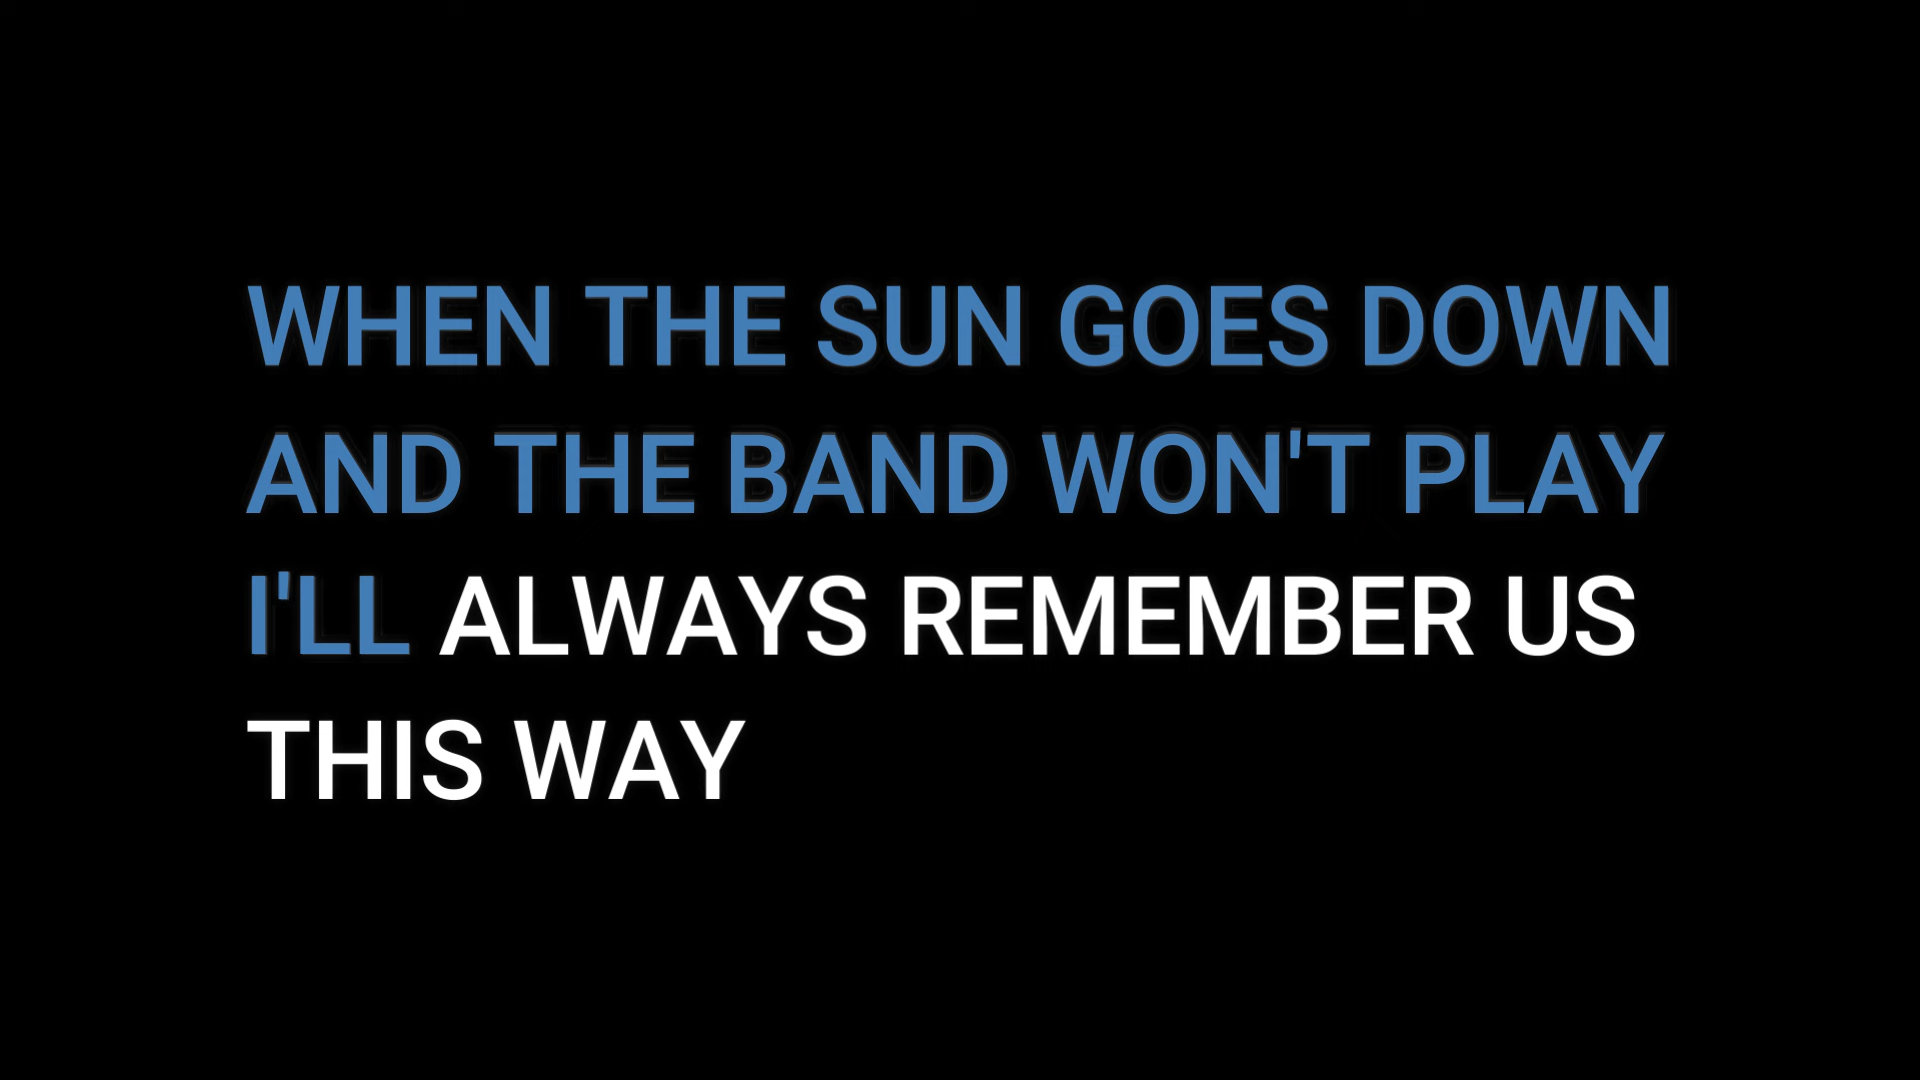 WHEN THE SUN GOES DOWN
AND THE BAND WON'T PLAY
I'LL ALWAYS REMEMBER US
THIS WAY